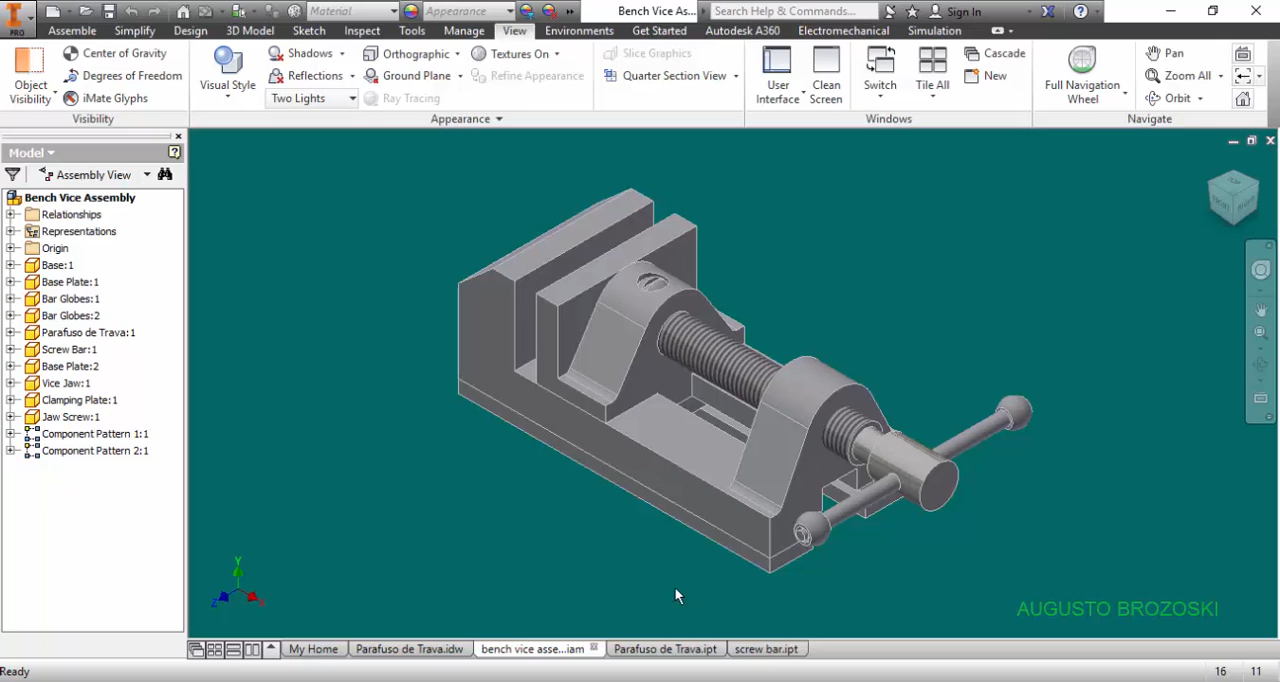 PRO
Material
Appearance
Bench Vice As...
Search Help & Commands...
Sign In
Assembly Simplify Design 3D Model Sketch Inspect Tools Manage View Environments Get Started Autodesk A360 Electromechanical Simulation
Object Visibility
Center of Gravity
Degrees of Freedom
iMate Glyphs
Visibility
Visual Style
Shadows
Reflections
Two Lights
Orthographic
Ground Plane
Ray Tracing
Textures On
Refine Appearance
Appearance
Slice Graphics
Quarter Section View
User Interface
Clean Screen
Switch
Tile All
Cascade
New
Windows
Full Navigation Wheel
Pan
Zoom All
Orbit
Navigate
Model
Assembly View
Bench Vice Assembly
Relationships
Representations
Origin
Base:1
Base Plate:1
Bar Globes:1
Bar Globes:2
Parafuso de Trava:1
Screw Bar:1
Base Plate:2
Vice Jaw:1
Clamping Plate:1
Jaw Screw:1
Component Pattern 1:1
Component Pattern 2:1
TOP
FRONT
RIGHT
Y
Z
AUGUSTO BROZOSKI
My Home
Parafuso de Trava.idw
bench vice asse...iam
Parafuso de Trava.ipt
screw bar.ipt
Ready
16 11